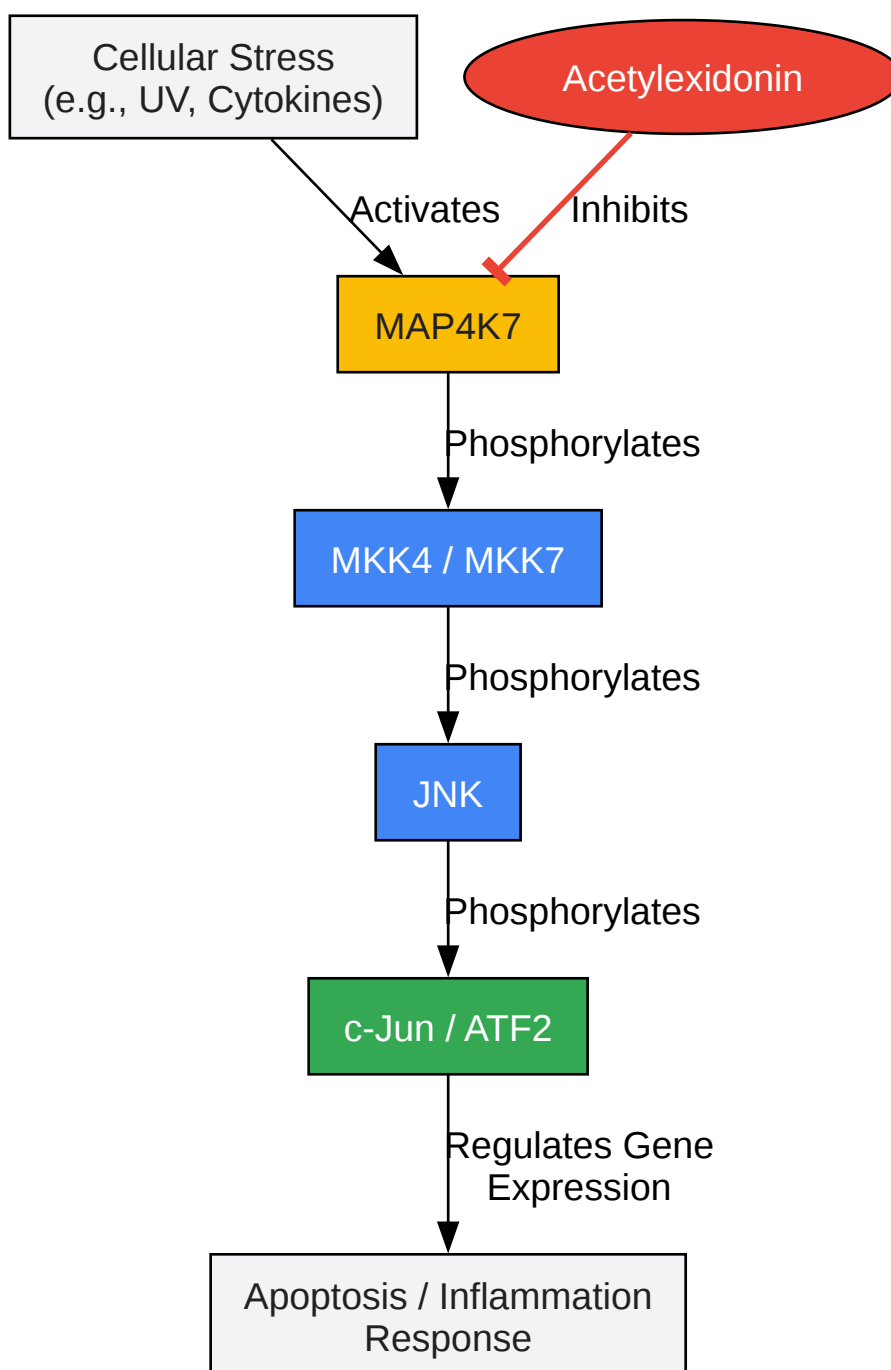 Cellular Stress
(e.g., UV, Cytokines)
Acetylexidonin
Activates
Inhibits
MAP4K7
Phosphorylates
MKK4 / MKK7
Phosphorylates
JNK
Phosphorylates
c-Jun / ATF2
Regulates Gene
Expression
Apoptosis / Inflammation
Response